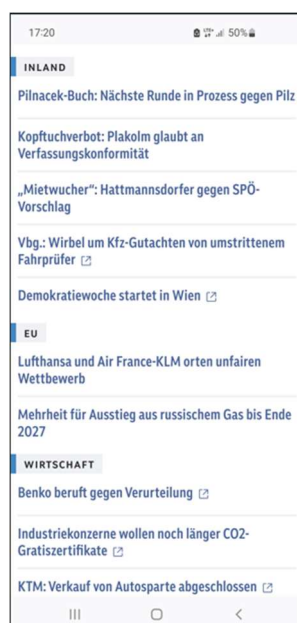 17:20
50%
INLAND
Pilnacek-Buch: Nächste Runde in Prozess gegen Pilz
Kopftuchverbot: Plakolm glaubt an
Verfassungskonformität
„Mietwucher“: Hattmannsdorfer gegen SPÖ-
Vorschlag
Vbg.: Wirbel um Kfz-Gutachten von umstrittenem
Fahrprüfer
Demokratiewoche startet in Wien
EU
Lufthansa und Air France-KLM orten unfairen
Wettbewerb
Mehrheit für Ausstieg aus russischem Gas bis Ende
2027
WIRTSCHAFT
Benko beruft gegen Verurteilung
Industriekonzerne wollen noch länger CO2-
Gratiszertifikate
KTM: Verkauf von Autosparte abgeschlossen